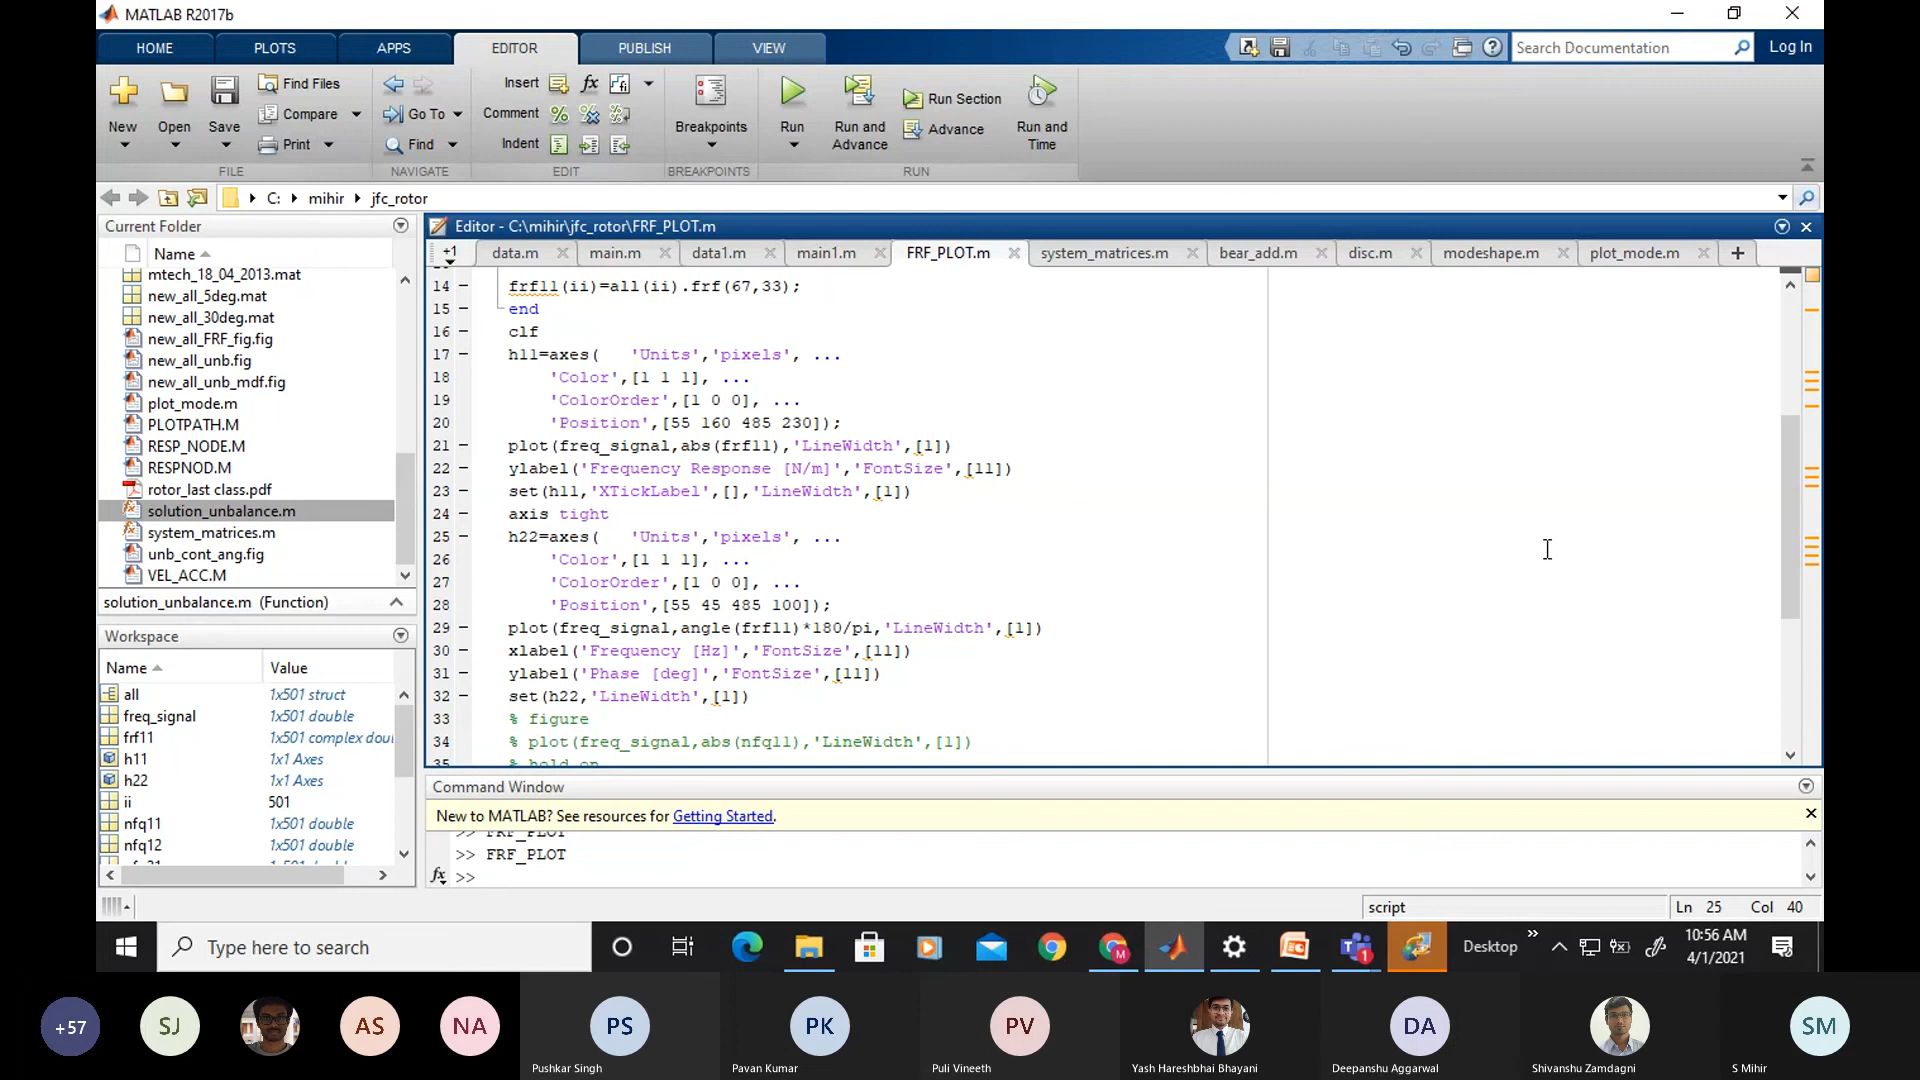 MATLAB R2017b
HOME PLOTS APPS EDITOR PUBLISH VIEW
Search Documentation
Log In
New Open Save
Find Files
Compare
Print
FILE
Go To
Find
NAVIGATE
Insert
Comment
Indent
EDIT
Breakpoints
BREAKPOINTS
Run
Run and Advance
Run Section
Advance
Run and Time
RUN
C: mihir jfc_rotor
Current Folder
Name
mtech_18_04_2013.mat
new_all_5deg.mat
new_all_30deg.mat
new_all_FRF_fig.fig
new_all_unb.fig
new_all_unb_mdf.fig
plot_mode.m
PLOTPATH.M
RESP_NODE.M
RESPNOD.M
rotor_last class.pdf
solution_unbalance.m
system_matrices.m
unb_cont_ang.fig
VEL_ACC.M
solution_unbalance.m (Function)
Workspace
Name Value
all 1x501 struct
freq_signal 1x501 double
frf11 1x501 complex doul
h11 1x1 Axes
h22 1x1 Axes
ii 501
nfq11 1x501 double
nfq12 1x501 double
Editor - C:\mihir\jfc_rotor\FRF_PLOT.m
+1 data.m main.m data1.m main1.m FRF_PLOT.m system_matrices.m bear_add.m disc.m modeshape.m plot_mode.m +
14 - frf11(ii)=all(ii).frf(67,33);
15 - end
16 - clf
17 - h11=axes( 'Units','pixels', ...
18 'Color',[1 1 1], ...
19 'ColorOrder',[1 0 0], ...
20 'Position',[55 160 485 230]);
21 - plot(freq_signal,abs(frf11),'LineWidth',[1])
22 - ylabel('Frequency Response [N/m]','FontSize',[11])
23 - set(h11,'XTickLabel',[],'LineWidth',[1])
24 - axis tight
25 - h22=axes( 'Units','pixels', ...
26 'Color',[1 1 1], ...
27 'ColorOrder',[1 0 0], ...
28 'Position',[55 45 485 100]);
29 - plot(freq_signal,angle(frf11)*180/pi,'LineWidth',[1])
30 - xlabel('Frequency [Hz]','FontSize',[11])
31 - ylabel('Phase [deg]','FontSize',[11])
32 - set(h22,'LineWidth',[1])
33 % figure
34 % plot(freq_signal,abs(nfq11),'LineWidth',[1])
35 % hold on
Command Window
New to MATLAB? See resources for Getting Started.
>> FRF_PLOT
>> FRF_PLOT
fx >>
script Ln 25 Col 40
Type here to search
Desktop
10:56 AM
4/1/2021
+57 SJ AS NA PS PK PV DA SM
Pushkar Singh Pavan Kumar Puli Vineeth Yash Hareshbhai Bhayani Deepanshu Aggarwal Shivanshu Zamdagni S Mihir